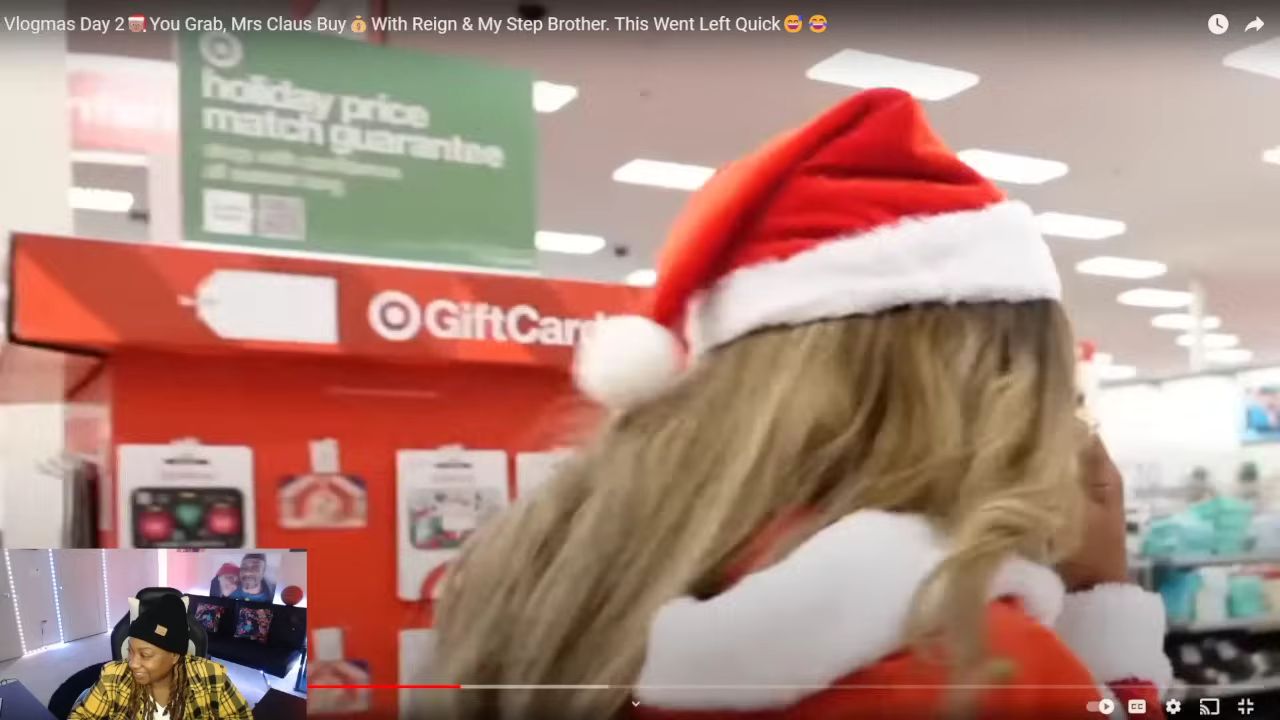 Vlogmas Day 2🎅🏽You Grab, Mrs Claus Buy💰With Reign & My Step Brother. This Went Left Quick😅😂
holiday price
match guarantee
GiftCard
CC